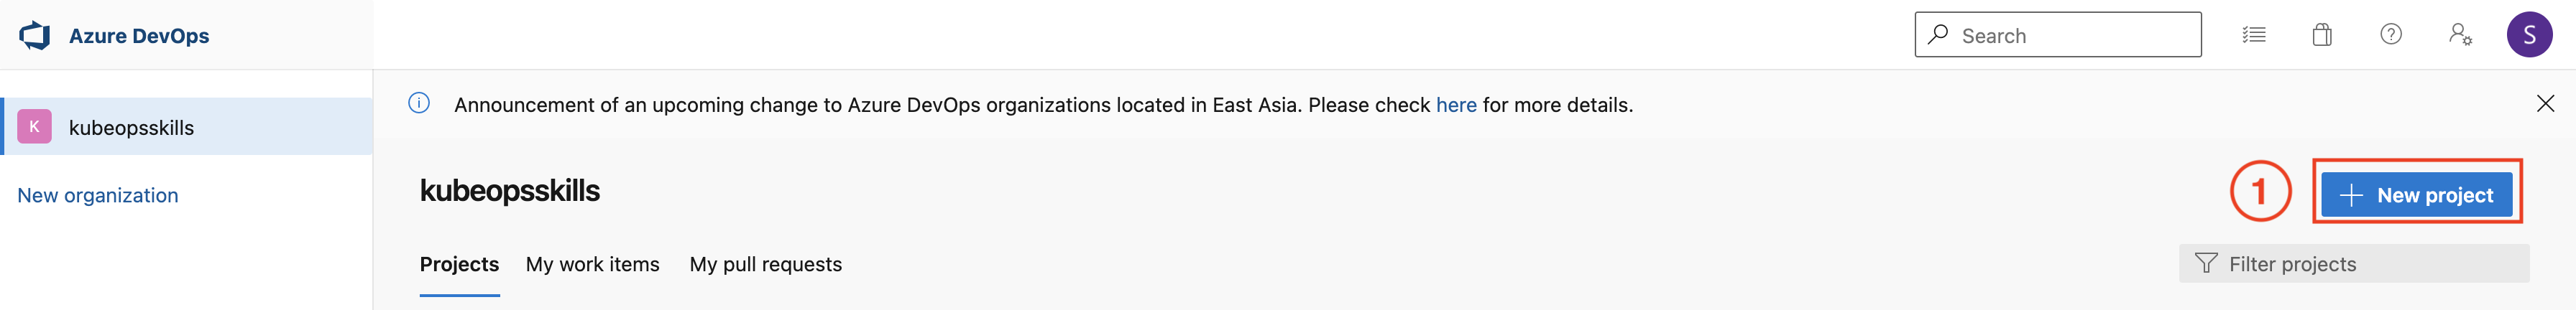 Azure DevOps
Search
S
K
kubeopsskills
New organization
Announcement of an upcoming change to Azure DevOps organizations located in East Asia. Please check here for more details.
kubeopsskills
1
New project
Projects
My work items
My pull requests
Filter projects